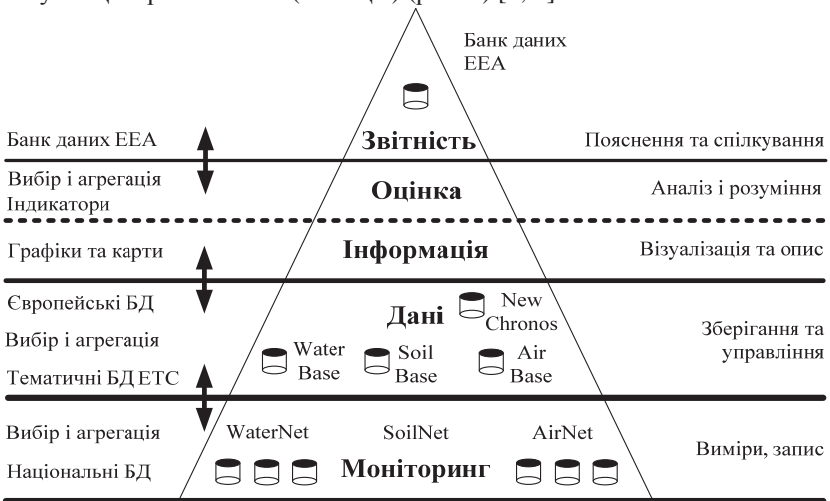 Банк даних
ЕЕА
Банк даних ЕЕА
Звітність
Пояснення та спілкування
Вибір і агрегація
Індикатори
Оцінка
Аналіз і розуміння
Графіки та карти
Інформація
Візуалізація та опис
Європейські БД
Дані
New
Chronos
Вибір і агрегація
Зберігання та
управління
Water
Base
Soil
Base
Air
Base
Тематичні БД ЕТС
Вибір і агрегація
WaterNet
SoilNet
AirNet
Національні БД
Моніторинг
Виміри, запис